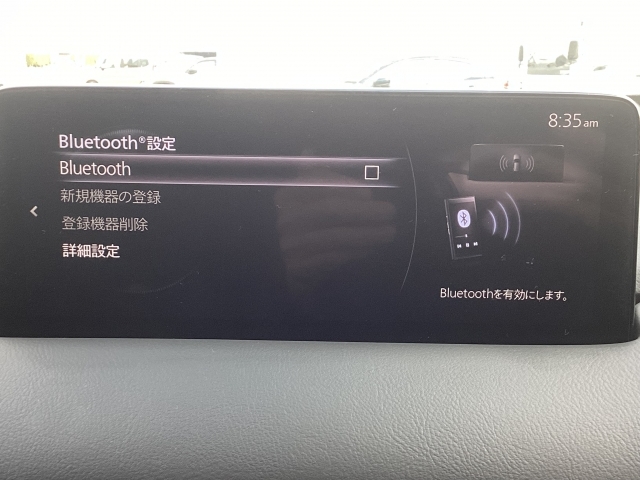 8:35am
Bluetooth®設定
Bluetooth
新規機器の登録
登録機器削除
詳細設定
Bluetoothを有効にします。